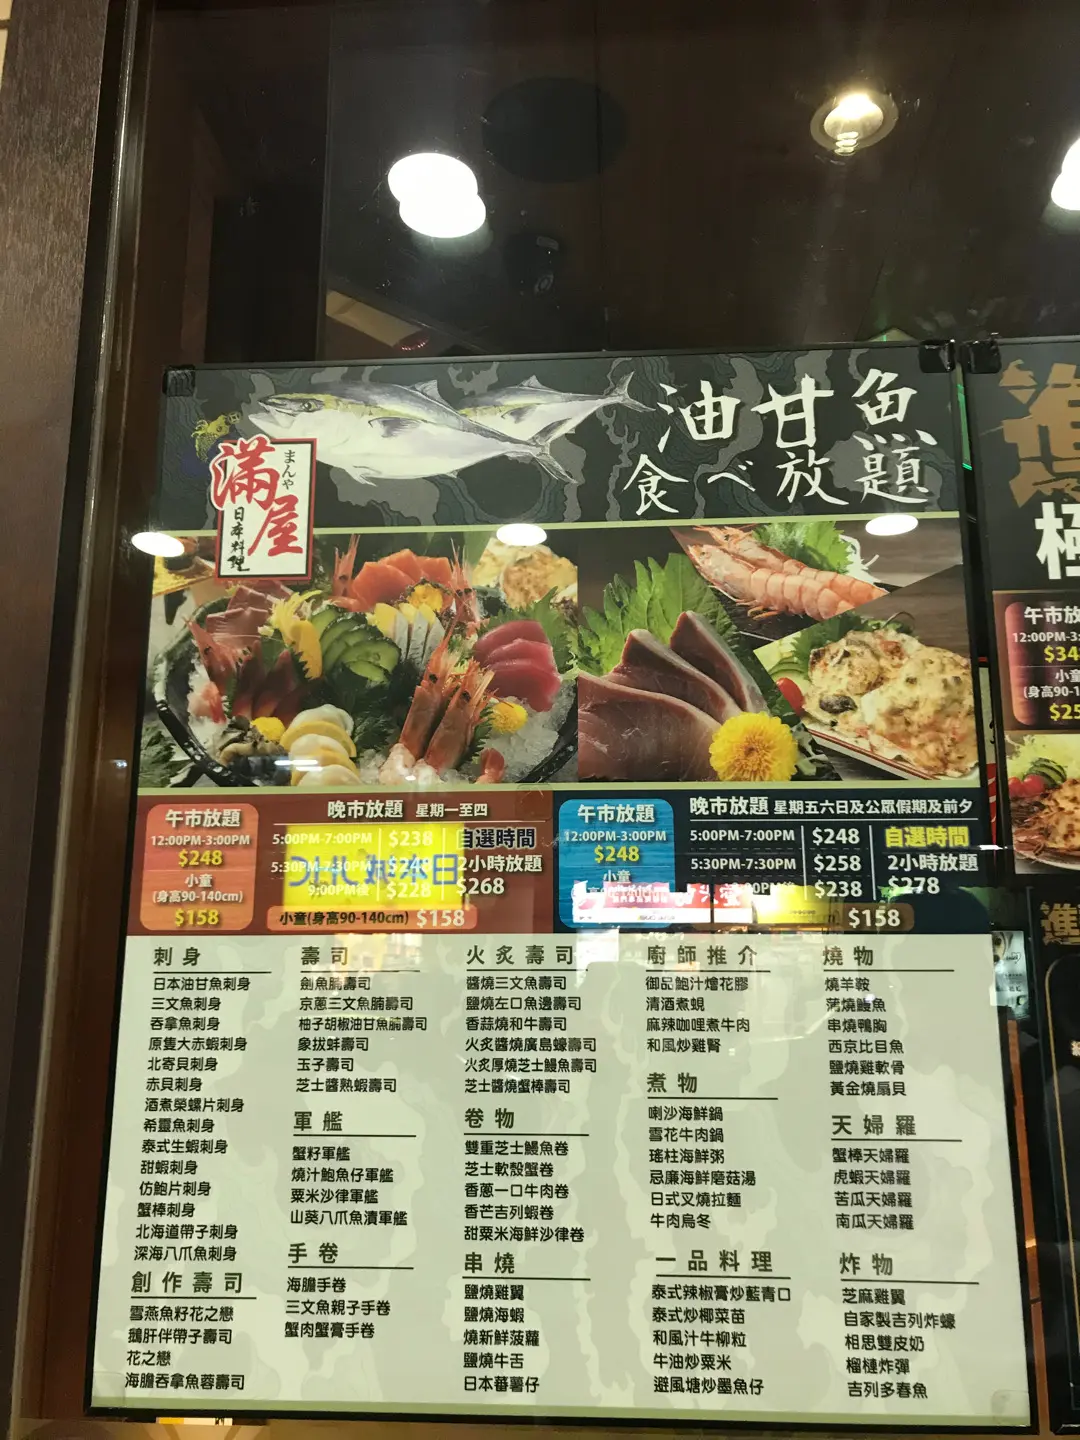 油甘魚
食べ放題
満屋
まんや
日本料理
午市放題
12:00PM-3:00PM
$248
小童
(身高90-140cm)
$158
晚市放題 星期一至四
5:00PM-7:00PM $238
5:30PM-7:30PM $248
9:00PM後 $228
自選時間
2小時放題
$268
小童(身高90-140cm) $158
午市放題
12:00PM-3:00PM
$248
小童
晚市放題 星期五六日及公眾假期及前夕
5:00PM-7:00PM $248
5:30PM-7:30PM $258
$238
自選時間
2小時放題
$278
$158
刺身
日本油甘魚刺身
三文魚刺身
吞拿魚刺身
原隻大赤蝦刺身
北寄貝刺身
赤貝刺身
酒煮榮螺片刺身
希靈魚刺身
泰式生蝦刺身
甜蝦刺身
仿鮑片刺身
蟹棒刺身
北海道帶子刺身
深海八爪魚刺身
創作壽司
雪燕魚籽花之戀
鵝肝伴帶子壽司
花之戀
海膽吞拿魚蓉壽司
壽司
劍魚腩壽司
京蔥三文魚腩壽司
柚子胡椒油甘魚腩壽司
象拔蚌壽司
玉子壽司
芝士醬熟蝦壽司
軍艦
蟹籽軍艦
燒汁鮑魚仔軍艦
粟米沙律軍艦
山葵八爪魚漬軍艦
手卷
海膽手卷
三文魚親子手卷
蟹肉蟹膏手卷
火炙壽司
醬燒三文魚壽司
鹽燒左口魚邊壽司
香蒜燒和牛壽司
火炙醬燒廣島蠔壽司
火炙厚燒芝士鰻魚壽司
芝士醬燒蟹棒壽司
卷物
雙重芝士鰻魚卷
芝士軟殼蟹卷
香蔥一口牛肉卷
香芒吉列蝦卷
甜粟米海鮮沙律卷
串燒
鹽燒雞翼
鹽燒海蝦
燒新鮮菠蘿
鹽燒牛舌
日本蕃薯仔
廚師推介
御品鮑汁燴花膠
清酒煮蜆
麻辣咖哩煮牛肉
和風炒雞腎
煮物
喇沙海鮮鍋
雪花牛肉鍋
瑤柱海鮮粥
忌廉海鮮磨菇湯
日式叉燒拉麵
牛肉烏冬
一品料理
泰式辣椒膏炒藍青口
泰式炒椰菜苗
和風汁牛柳粒
牛油炒粟米
避風塘炒墨魚仔
燒物
燒羊鞍
蒲燒鰻魚
串燒鴨胸
西京比目魚
鹽燒雞軟骨
黃金燒扇貝
天婦羅
蟹棒天婦羅
虎蝦天婦羅
苦瓜天婦羅
南瓜天婦羅
炸物
芝麻雞翼
自家製吉列炸蠔
相思雙皮奶
榴槤炸彈
吉列多春魚